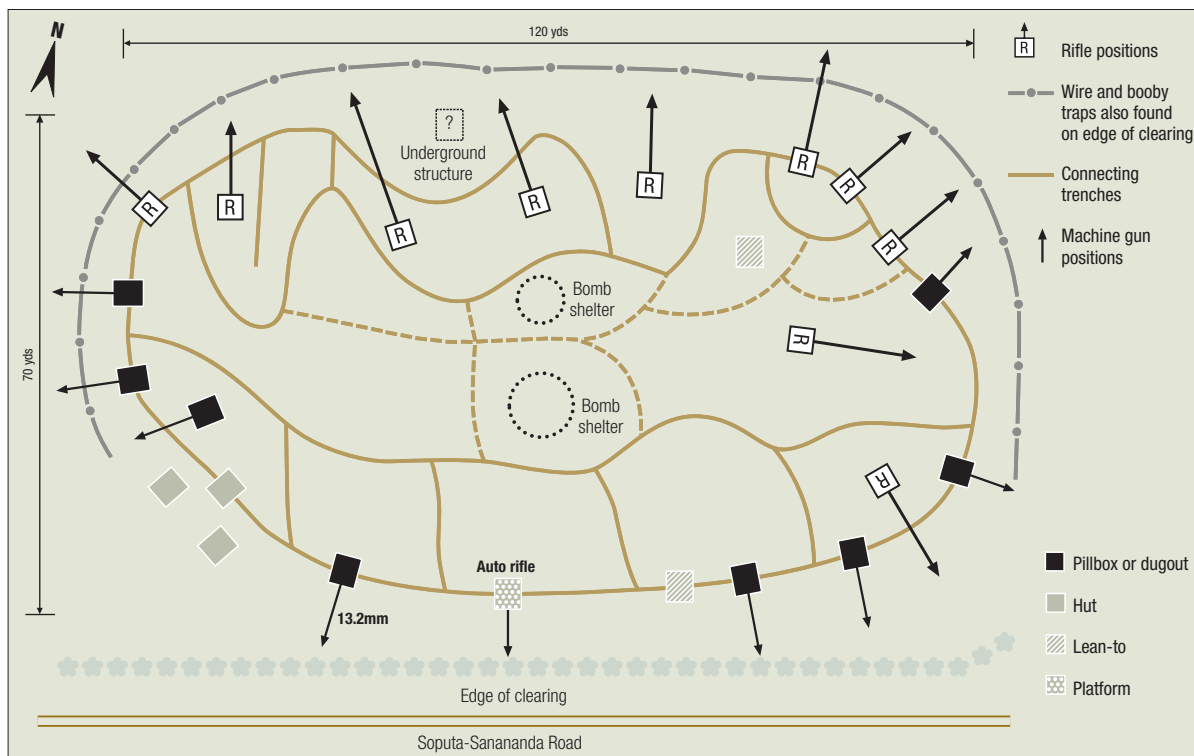 N
120 yds
70 yds
?
Underground
structure
R
R
R
R
R
R
R
R
R
R
Bomb
shelter
Bomb
shelter
Auto rifle
13.2mm
Edge of clearing
Soputa-Sanananda Road
R
Rifle positions
Wire and booby
traps also found
on edge of clearing
Connecting
trenches
Machine gun
positions
Pillbox or dugout
Hut
Lean-to
Platform